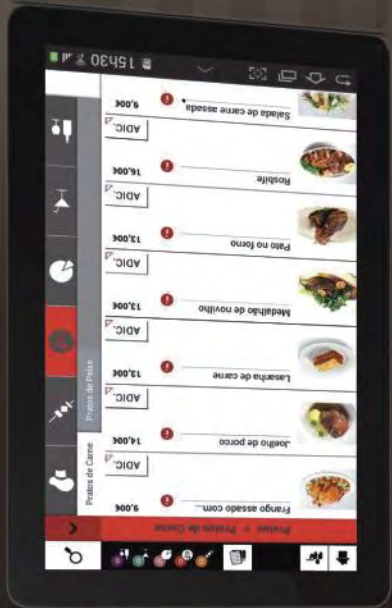 Pratos > Pratos de Carne
Pratos de Carne
Pratos de Peixe
Frango assado com...
9,00€
ADIC.
Joelho de porco
14,00€
ADIC.
Lasanha de carne
13,00€
ADIC.
Medalhão de novilho
13,00€
ADIC.
Pato no forno
13,00€
ADIC.
Rosbife
16,00€
ADIC.
Salada de carne assada
9,00€
15h30